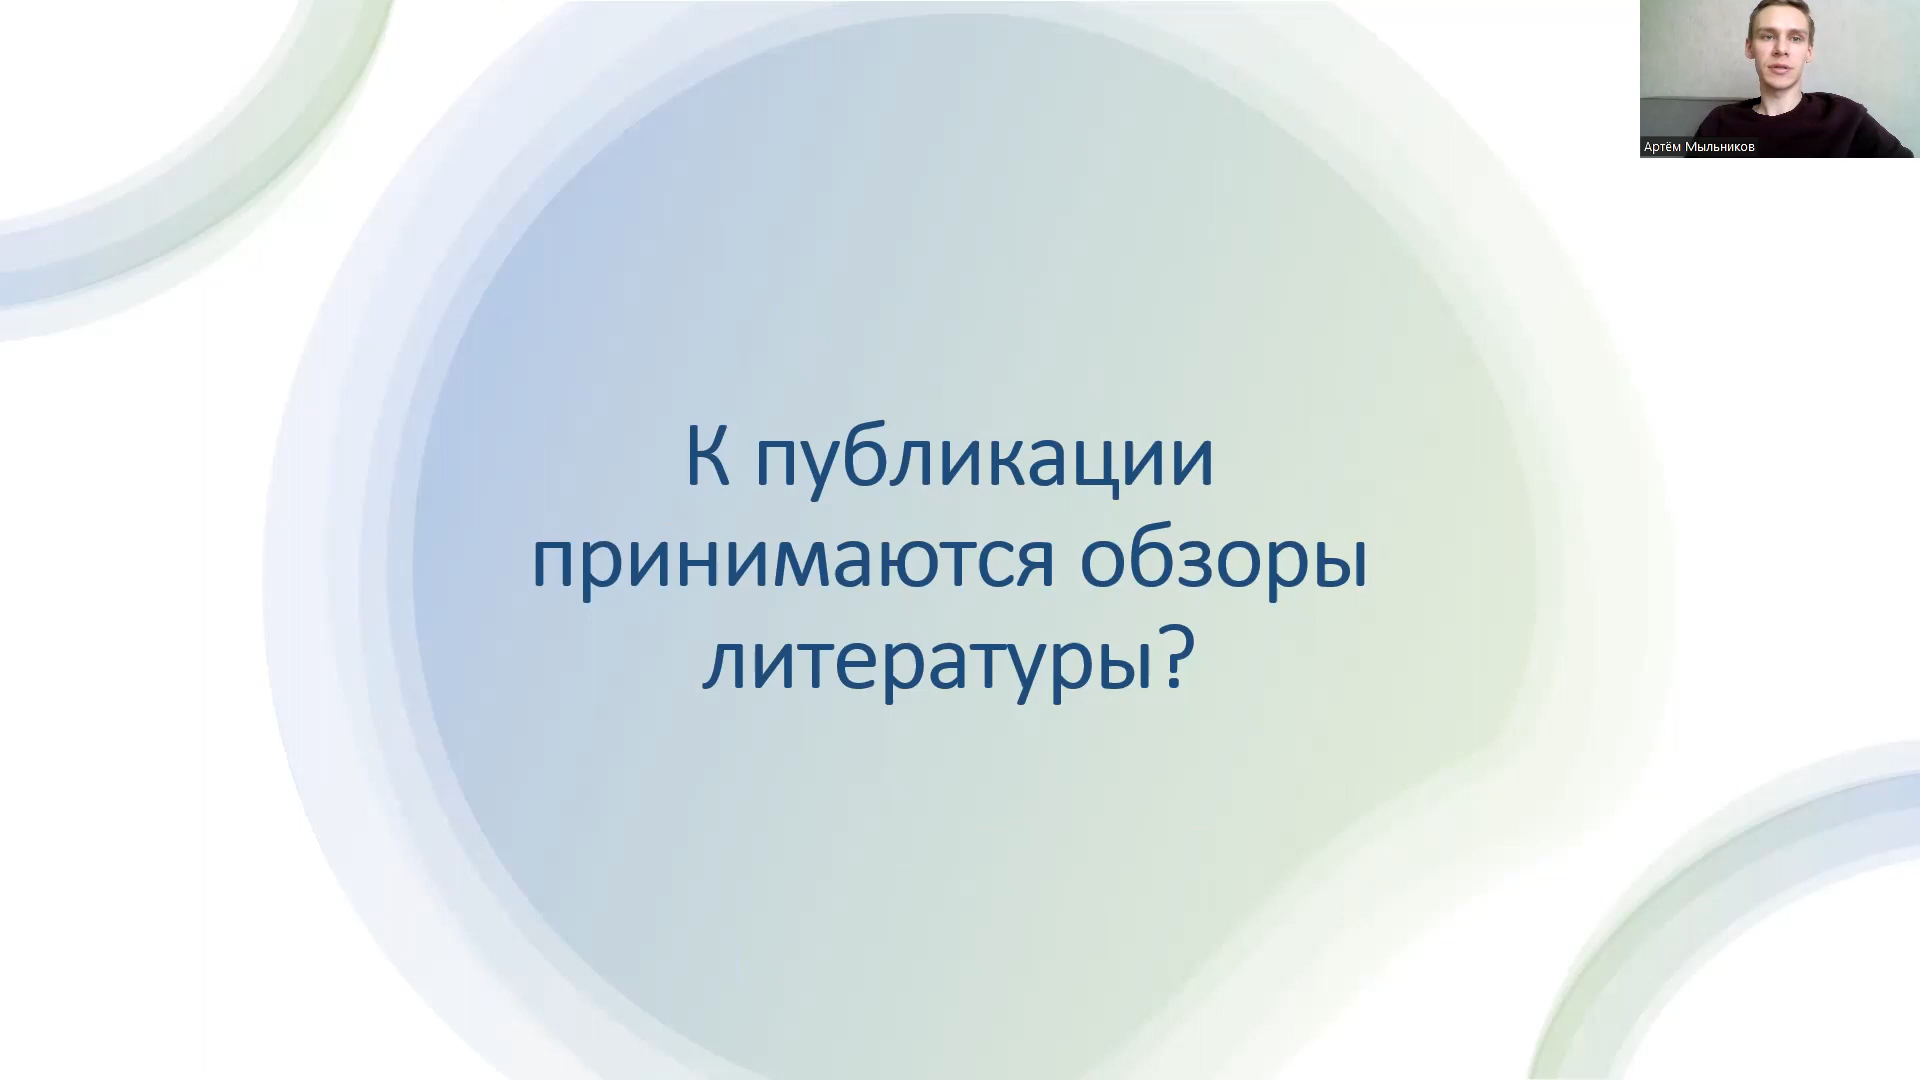 Артём Мыльников
К публикации
принимаются обзоры
литературы?